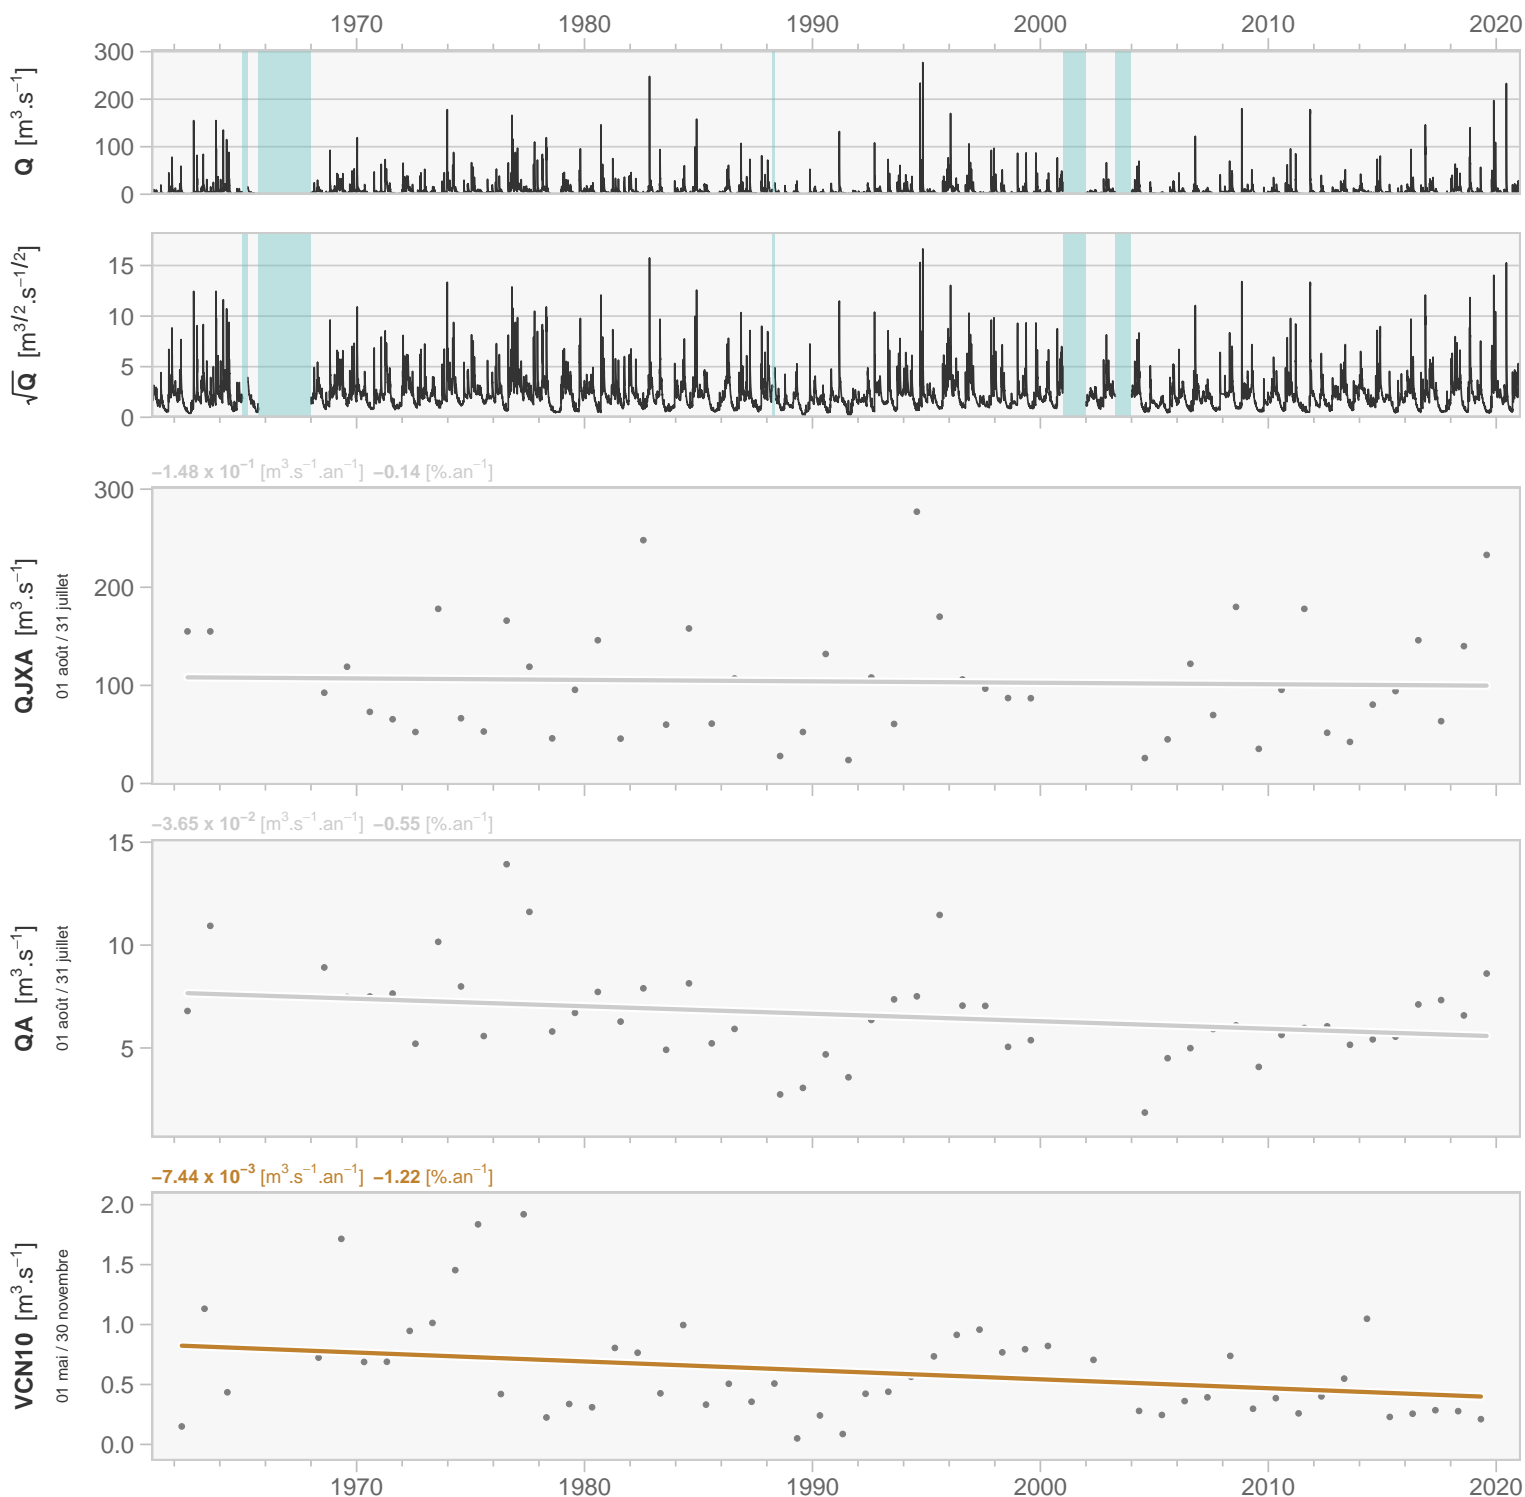 1970 1980 1990 2000 2010 2020
Q [m³.s⁻¹]
300
200
100
0
√Q [m³ᐟ².s⁻¹ᐟ²]
15
10
5
0
−1.48 x 10⁻¹ [m³.s⁻¹.an⁻¹] −0.14 [%.an⁻¹]
QJXA [m³.s⁻¹]
01 août / 31 juillet
300
200
100
0
−3.65 x 10⁻² [m³.s⁻¹.an⁻¹] −0.55 [%.an⁻¹]
QA [m³.s⁻¹]
01 août / 31 juillet
15
10
5
−7.44 x 10⁻³ [m³.s⁻¹.an⁻¹] −1.22 [%.an⁻¹]
VCN10 [m³.s⁻¹]
01 mai / 30 novembre
2.0
1.5
1.0
0.5
0.0
1970 1980 1990 2000 2010 2020